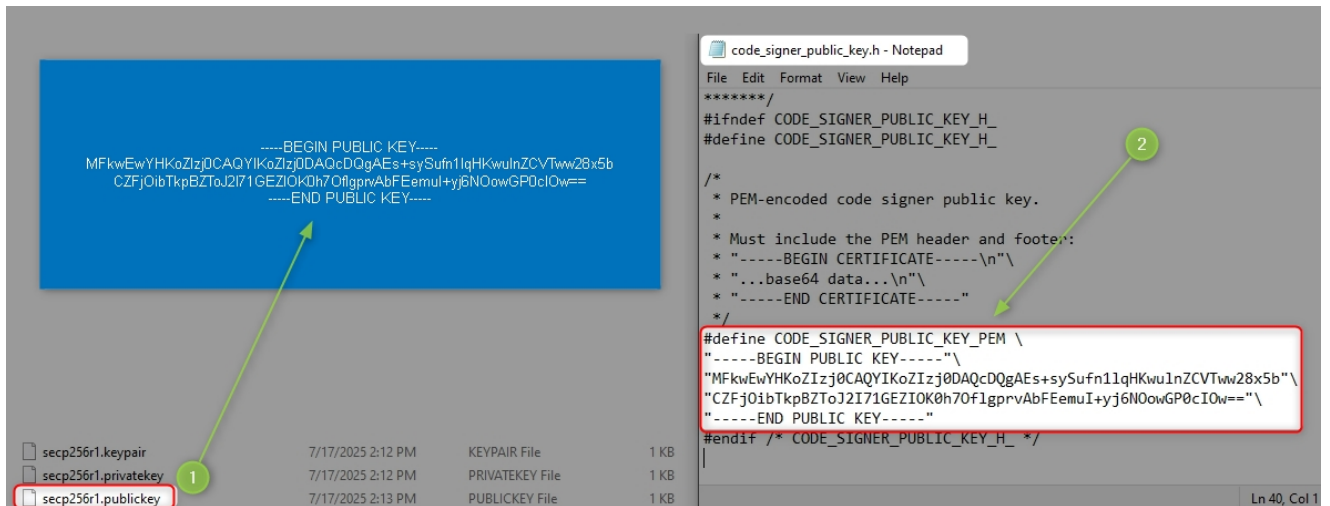 -----BEGIN PUBLIC KEY-----
MFkwEwYHKoZIzj0CAQYIKoZIzj0DAQcDQgAEs+sySufn1lqHKwulnZCVTww28x5b
CZFjOibTkpBZToJ2I71GEZIOK0h7OflgprvAbFEemuI+yj6NOowGP0cIOw==
-----END PUBLIC KEY-----
secp256r1.keypair 7/17/2025 2:12 PM KEYPAIR File 1 KB
secp256r1.privatekey 7/17/2025 2:12 PM PRIVATEKEY File 1 KB
1
secp256r1.publickey 7/17/2025 2:13 PM PUBLICKEY File 1 KB
code_signer_public_key.h - Notepad
File Edit Format View Help
*******/
#ifndef CODE_SIGNER_PUBLIC_KEY_H_
#define CODE_SIGNER_PUBLIC_KEY_H_
2
/*
* PEM-encoded code signer public key.
*
* Must include the PEM header and footer:
* "-----BEGIN CERTIFICATE-----\n"\
* "...base64 data...\n"\
* "-----END CERTIFICATE-----"
*/
#define CODE_SIGNER_PUBLIC_KEY_PEM \
"-----BEGIN PUBLIC KEY-----"\
"MFkwEwYHKoZIzj0CAQYIKoZIzj0DAQcDQgAEs+sySufn1lqHKwulnZCVTww28x5b"\
"CZFjOibTkpBZToJ2I71GEZIOK0h7OflgprvAbFEemuI+yj6NOowGP0cIOw=="\
"-----END PUBLIC KEY-----"
#endif /* CODE_SIGNER_PUBLIC_KEY_H_ */
Ln 40, Col 1